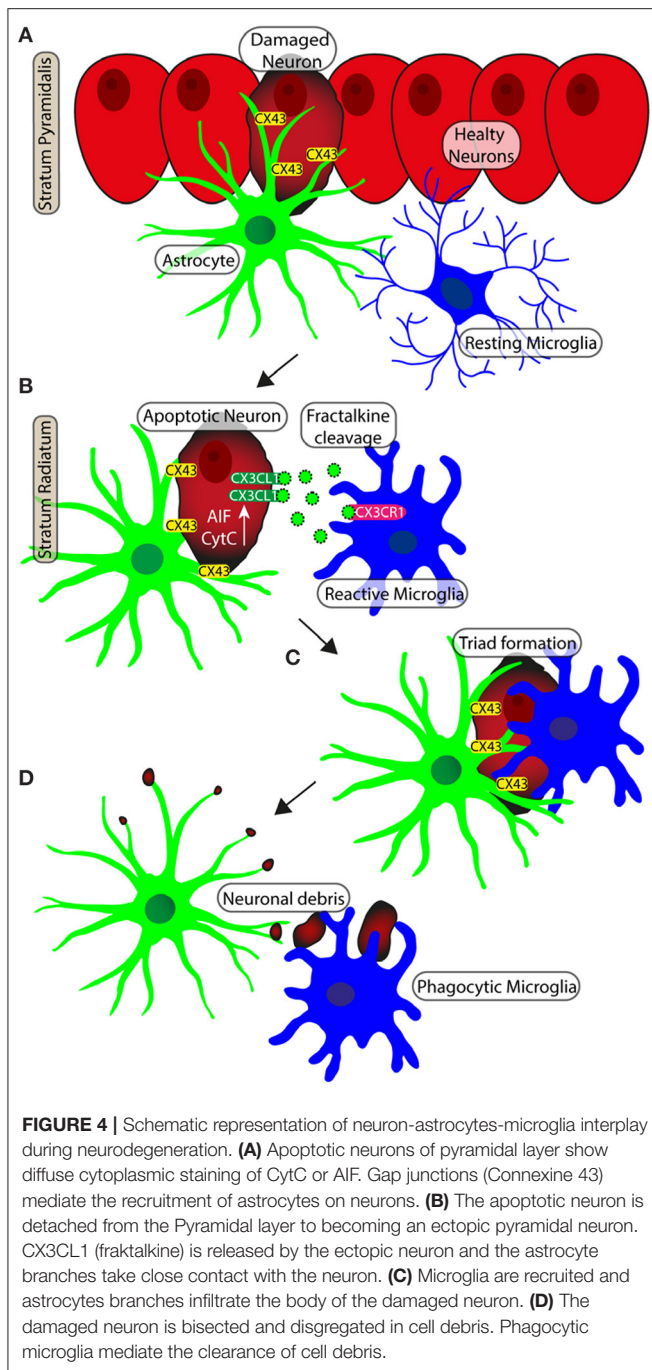 A
Stratum Pyramidalis
Damaged
Neuron
CX43
CX43
CX43
Healty
Neurons
Astrocyte
Resting Microglia
B
Stratum Radiatum
Apoptotic Neuron
Fractalkine
cleavage
CX43
CX3CL1
CX3CL1
AIF
CytC
CX3CR1
CX43
CX43
Reactive Microglia
C
Triad formation
CX43
CX43
CX43
D
Neuronal debris
Phagocytic Microglia
FIGURE 4 | Schematic representation of neuron-astrocytes-microglia interplay
during neurodegeneration. (A) Apoptotic neurons of pyramidal layer show
diffuse cytoplasmic staining of CytC or AIF. Gap junctions (Connexine 43)
mediate the recruitment of astrocytes on neurons. (B) The apoptotic neuron is
detached from the Pyramidal layer to becoming an ectopic pyramidal neuron.
CX3CL1 (fraktalkine) is released by the ectopic neuron and the astrocyte
branches take close contact with the neuron. (C) Microglia are recruited and
astrocytes branches infiltrate the body of the damaged neuron. (D) The
damaged neuron is bisected and disgregated in cell debris. Phagocytic
microglia mediate the clearance of cell debris.